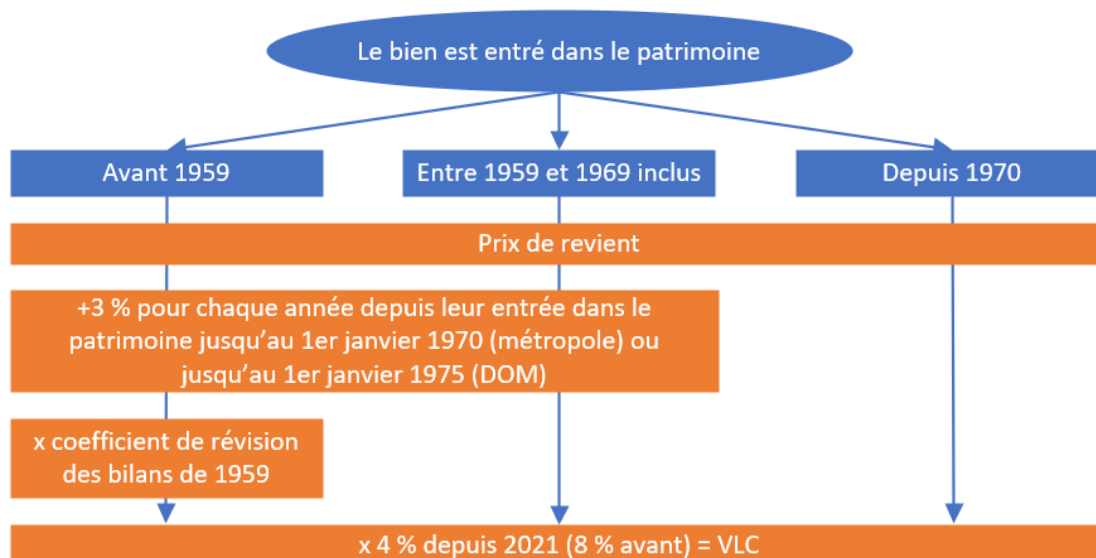 Le bien est entré dans le patrimoine
Avant 1959
Entre 1959 et 1969 inclus
Depuis 1970
Prix de revient
+3 % pour chaque année depuis leur entrée dans le
patrimoine jusqu'au 1er janvier 1970 (métropole) ou
jusqu'au 1er janvier 1975 (DOM)
x coefficient de révision
des bilans de 1959
x 4 % depuis 2021 (8 % avant) = VLC